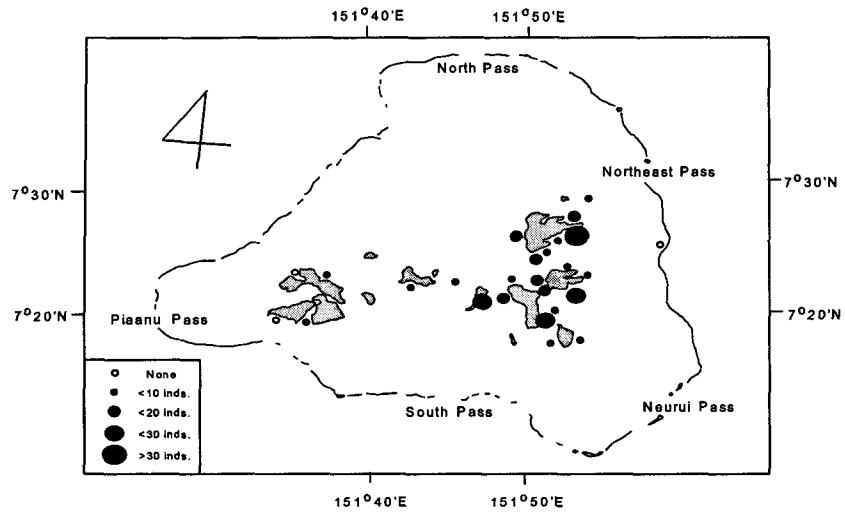 151°40'E 151°50'E
North Pass
Northeast Pass
7°30'N 7°30'N
7°20'N Piaanu Pass 7°20'N
None
<10 inds.
<20 inds.
<30 inds.
>30 inds.
South Pass
Neurui Pass
151°40'E 151°50'E